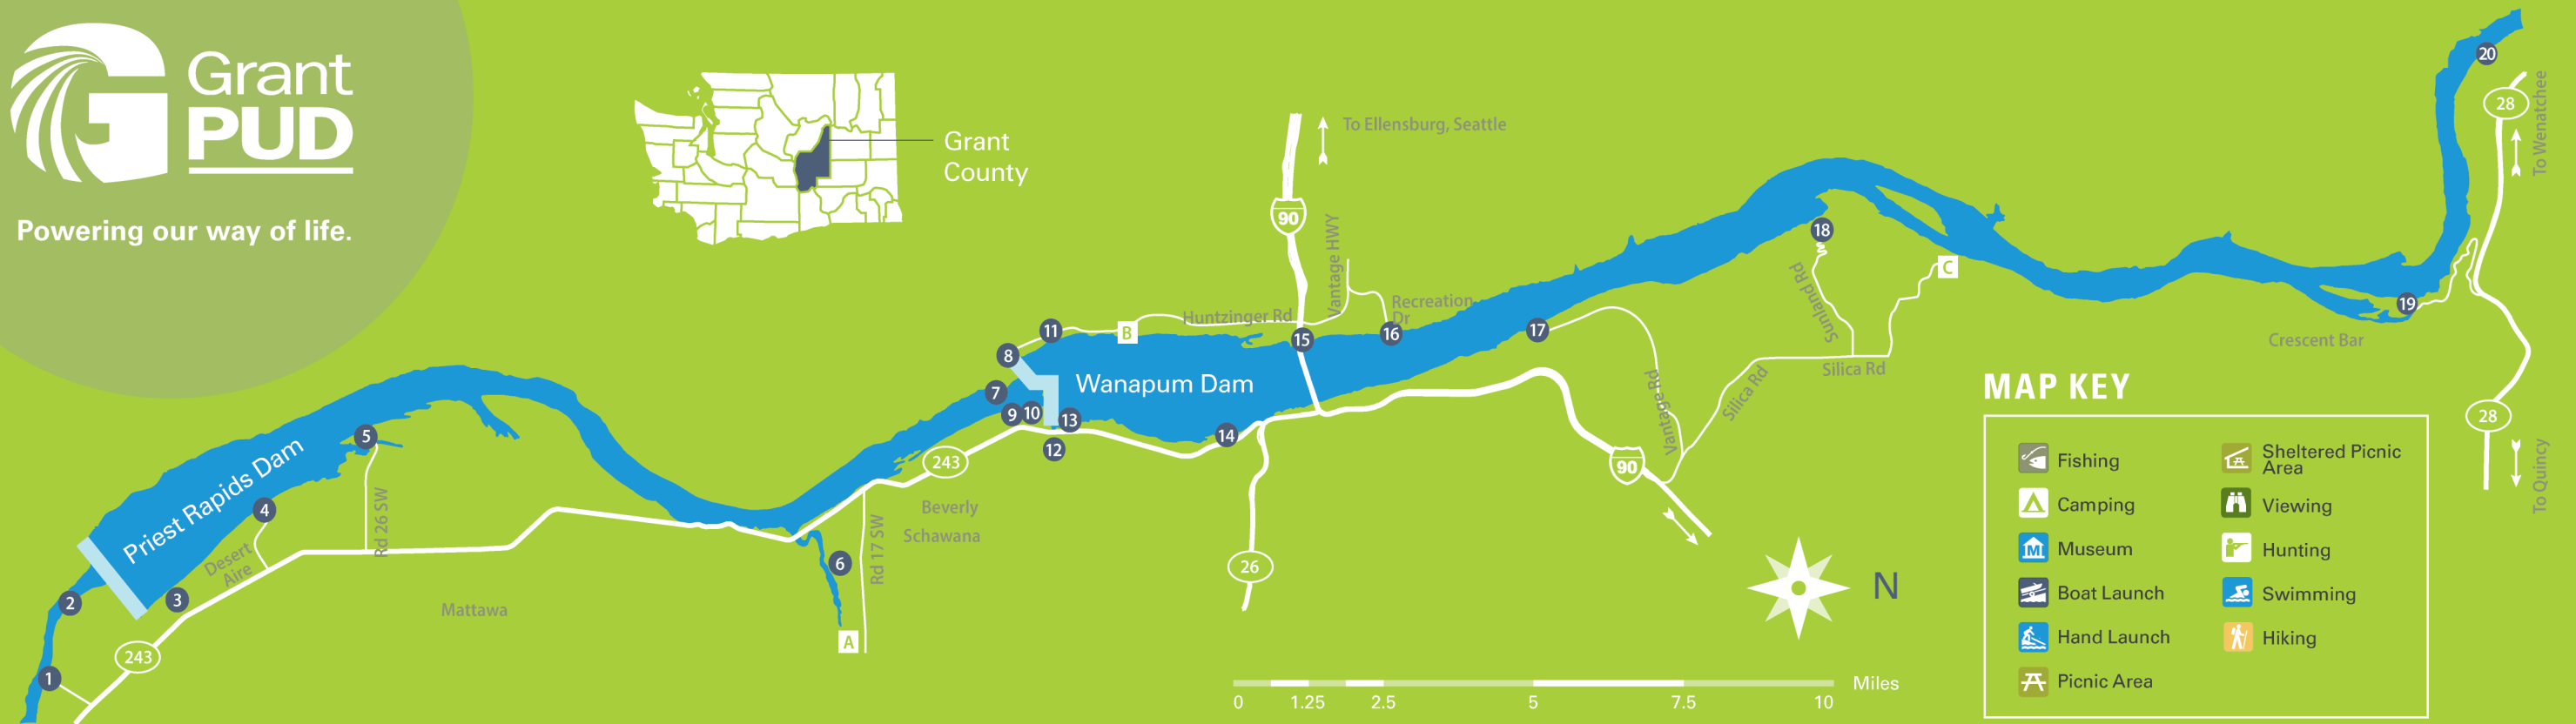 Grant
PUD
Powering our way of life.
Grant
County
To Ellensburg, Seattle
90
Vantage HWY
Recreation
Dr
Huntzinger Rd
Wanapum Dam
Priest Rapids Dam
Desert
Aire
Rd 26 SW
Mattawa
243
243
Beverly
Schawana
Rd 17 SW
26
90
Vantage Rd
Silica Rd
Silica Rd
Sunland Rd
Crescent Bar
28
To Wenatchee
28
To Quincy
1
2
3
4
5
6
7
8
9
10
11
12
13
14
15
16
17
18
19
20
A
B
C
N
0
1.25
2.5
5
7.5
10
Miles
MAP KEY
Fishing
Camping
M
Museum
Boat Launch
Hand Launch
Picnic Area
Sheltered Picnic
Area
Viewing
Hunting
Swimming
Hiking